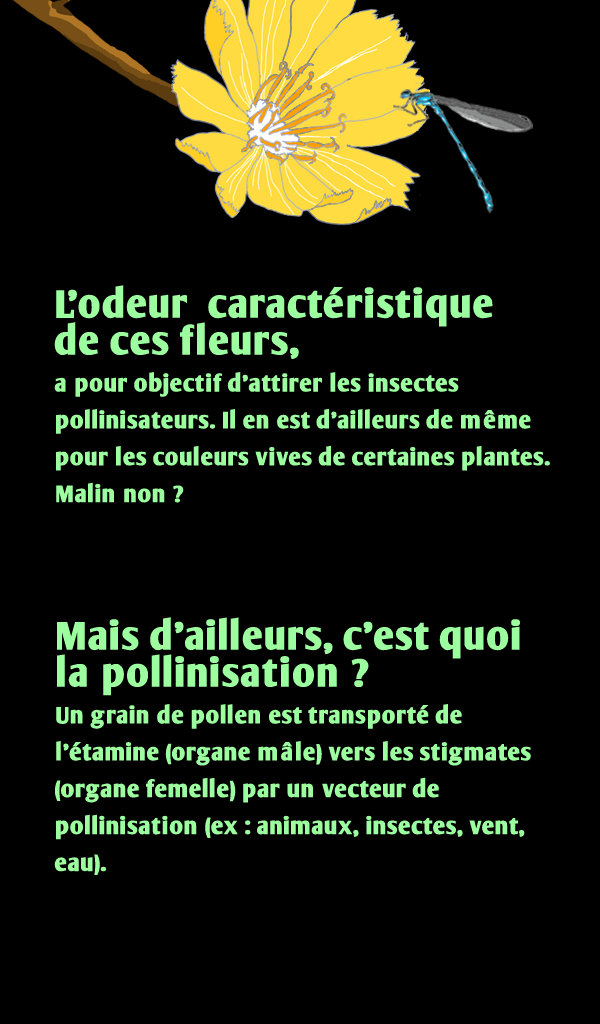 L'odeur caractéristique
de ces fleurs,
a pour objectif d'attirer les insectes
pollinisateurs. Il en est d'ailleurs de même
pour les couleurs vives de certaines plantes.
Malin non ?
Mais d'ailleurs, c'est quoi
la pollinisation ?
Un grain de pollen est transporté de
l'étamine (organe mâle) vers les stigmates
(organe femelle) par un vecteur de
pollinisation (ex : animaux, insectes, vent,
eau).